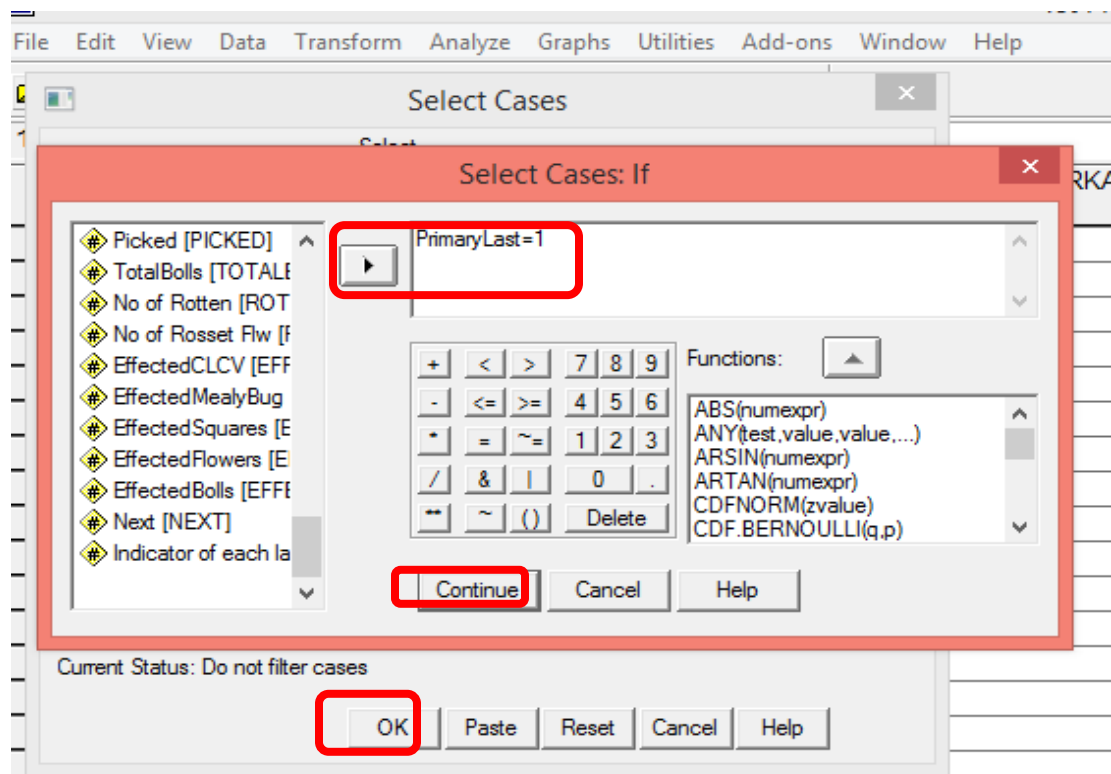 File Edit View Data Transform Analyze Graphs Utilities Add-ons Window Help
Select Cases
Select
Select Cases: If
Picked [PICKED]
TotalBolls [TOTALB
No of Rotten [ROT
No of Rosset Flw [F
EffectedCLCV [EFF
EffectedMealyBug
EffectedSquares [E
EffectedFlowers [E
EffectedBolls [EFFE
Next [NEXT]
Indicator of each la
PrimaryLast=1
+ < > 7 8 9
- <= >= 4 5 6
* = ~= 1 2 3
/ & | 0 .
** ~ () Delete
Functions:
ABS(numexpr)
ANY(test,value,value,...)
ARSIN(numexpr)
ARTAN(numexpr)
CDFNORM(zvalue)
CDF.BERNOULLI(q,p)
Continue Cancel Help
Current Status: Do not filter cases
OK Paste Reset Cancel Help